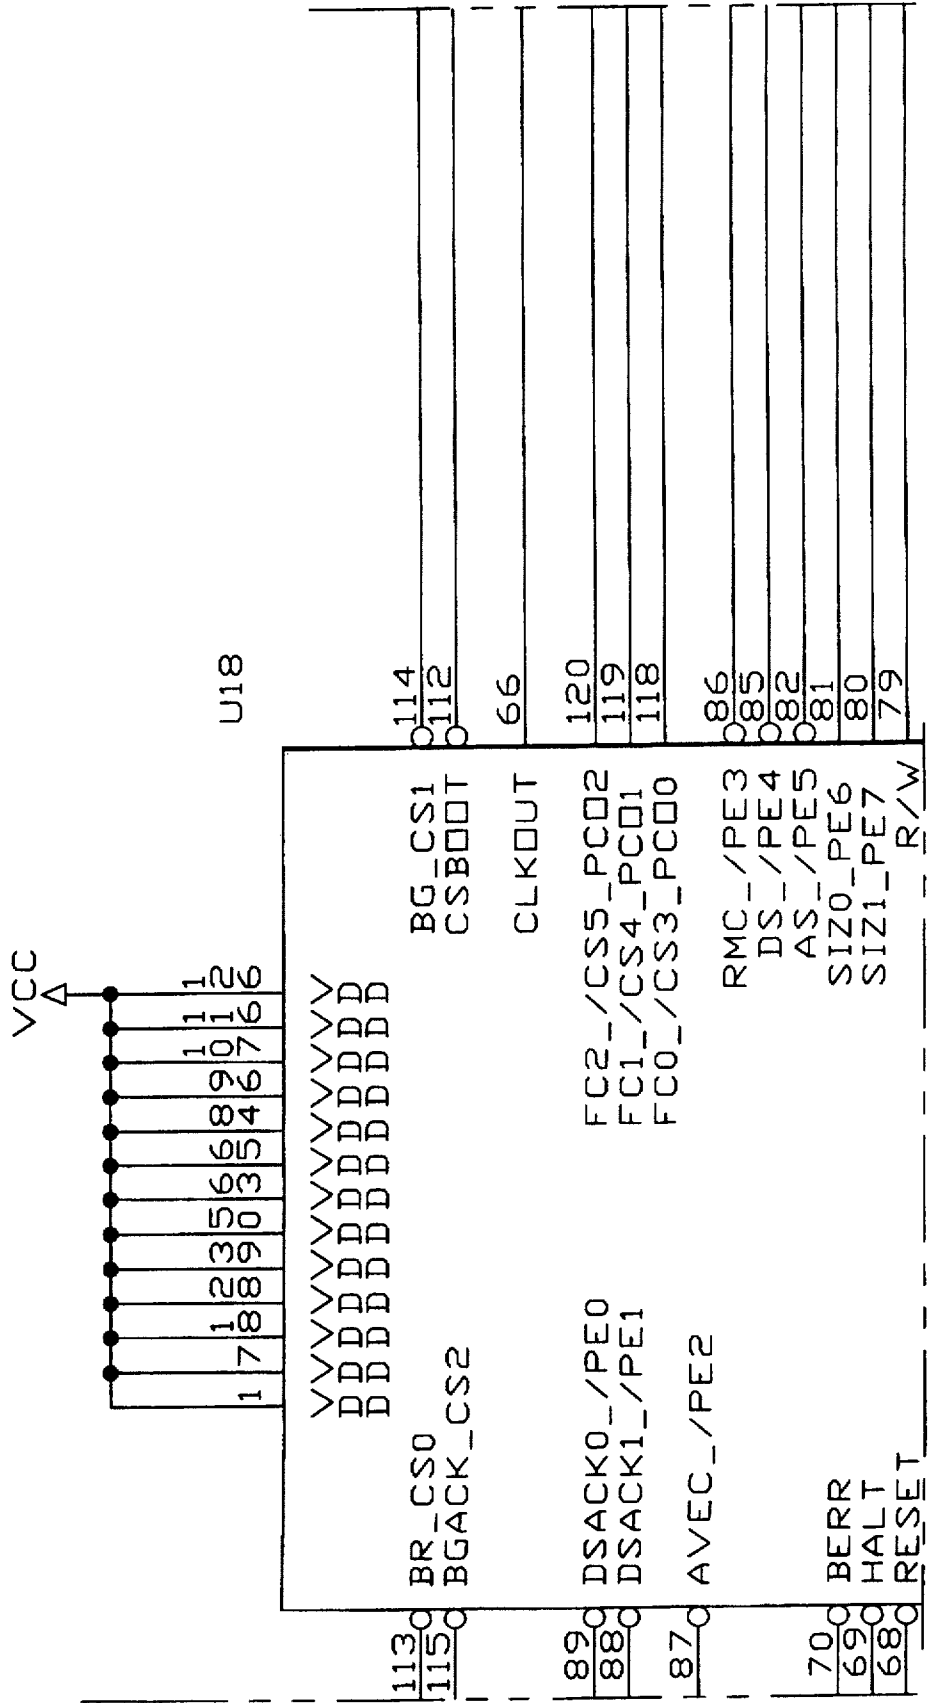 VCC
U18
1 7 18 28 39 50 63 65 84 96 107 116 126
VDD VDD VDD VDD VDD VDD VDD VDD VDD VDD VDD VDD VDD
113 BR_CS0 BG_CS1 114
115 BGACK_CS2 CSBOOT 112
CLKOUT 66
89 DSACK0_/PE0 FC2_/CS5_PCO2 120
88 DSACK1_/PE1 FC1_/CS4_PCO1 119
FC0_/CS3_PCO0 118
87 AVEC_/PE2
RMC_/PE3 86
DS_/PE4 85
AS_/PE5 82
70 BERR SIZ0_PE6 81
69 HALT SIZ1_PE7 80
68 RESET R/W 79